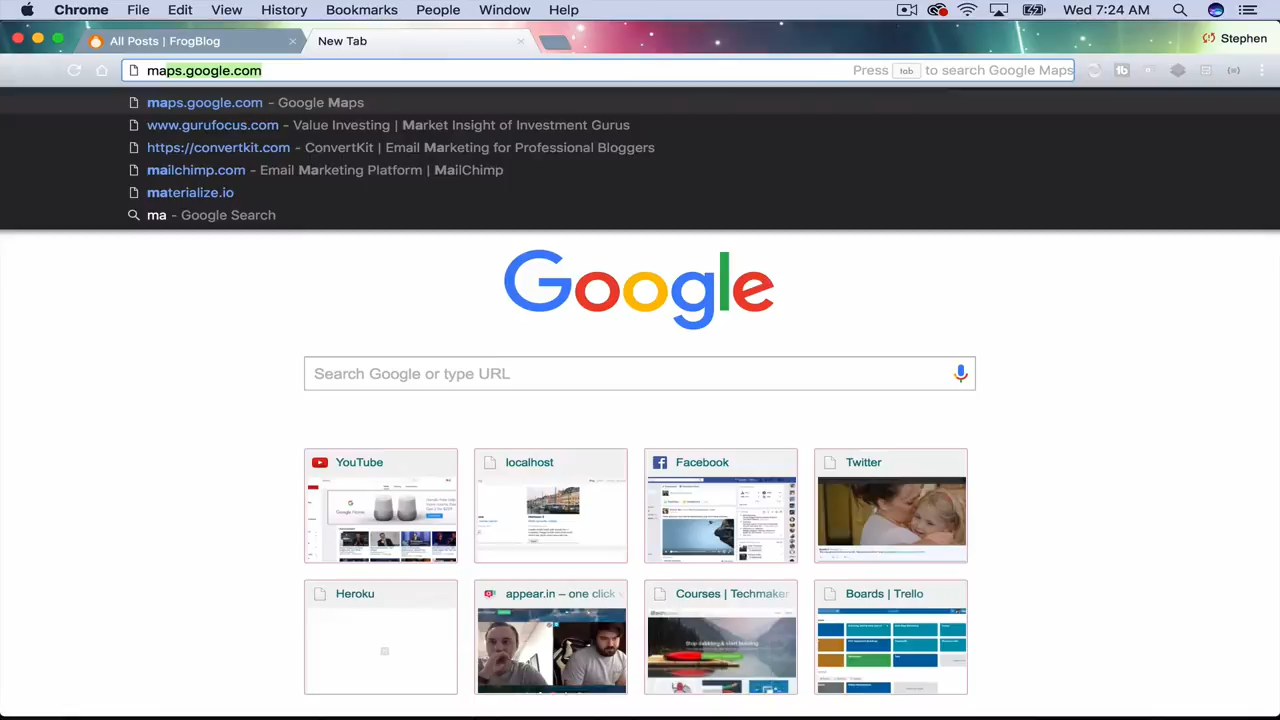 Chrome File Edit View History Bookmarks People Window Help Wed 7:24 AM
All Posts | FrogBlog New Tab Stephen
maps.google.com Press tab to search Google Maps
maps.google.com - Google Maps
www.gurufocus.com - Value Investing | Market Insight of Investment Gurus
https://convertkit.com - ConvertKit | Email Marketing for Professional Bloggers
mailchimp.com - Email Marketing Platform | MailChimp
materialize.io
ma - Google Search
Google
Search Google or type URL
YouTube localhost Facebook Twitter
Heroku appear.in – one click Courses | Techmaker Boards | Trello